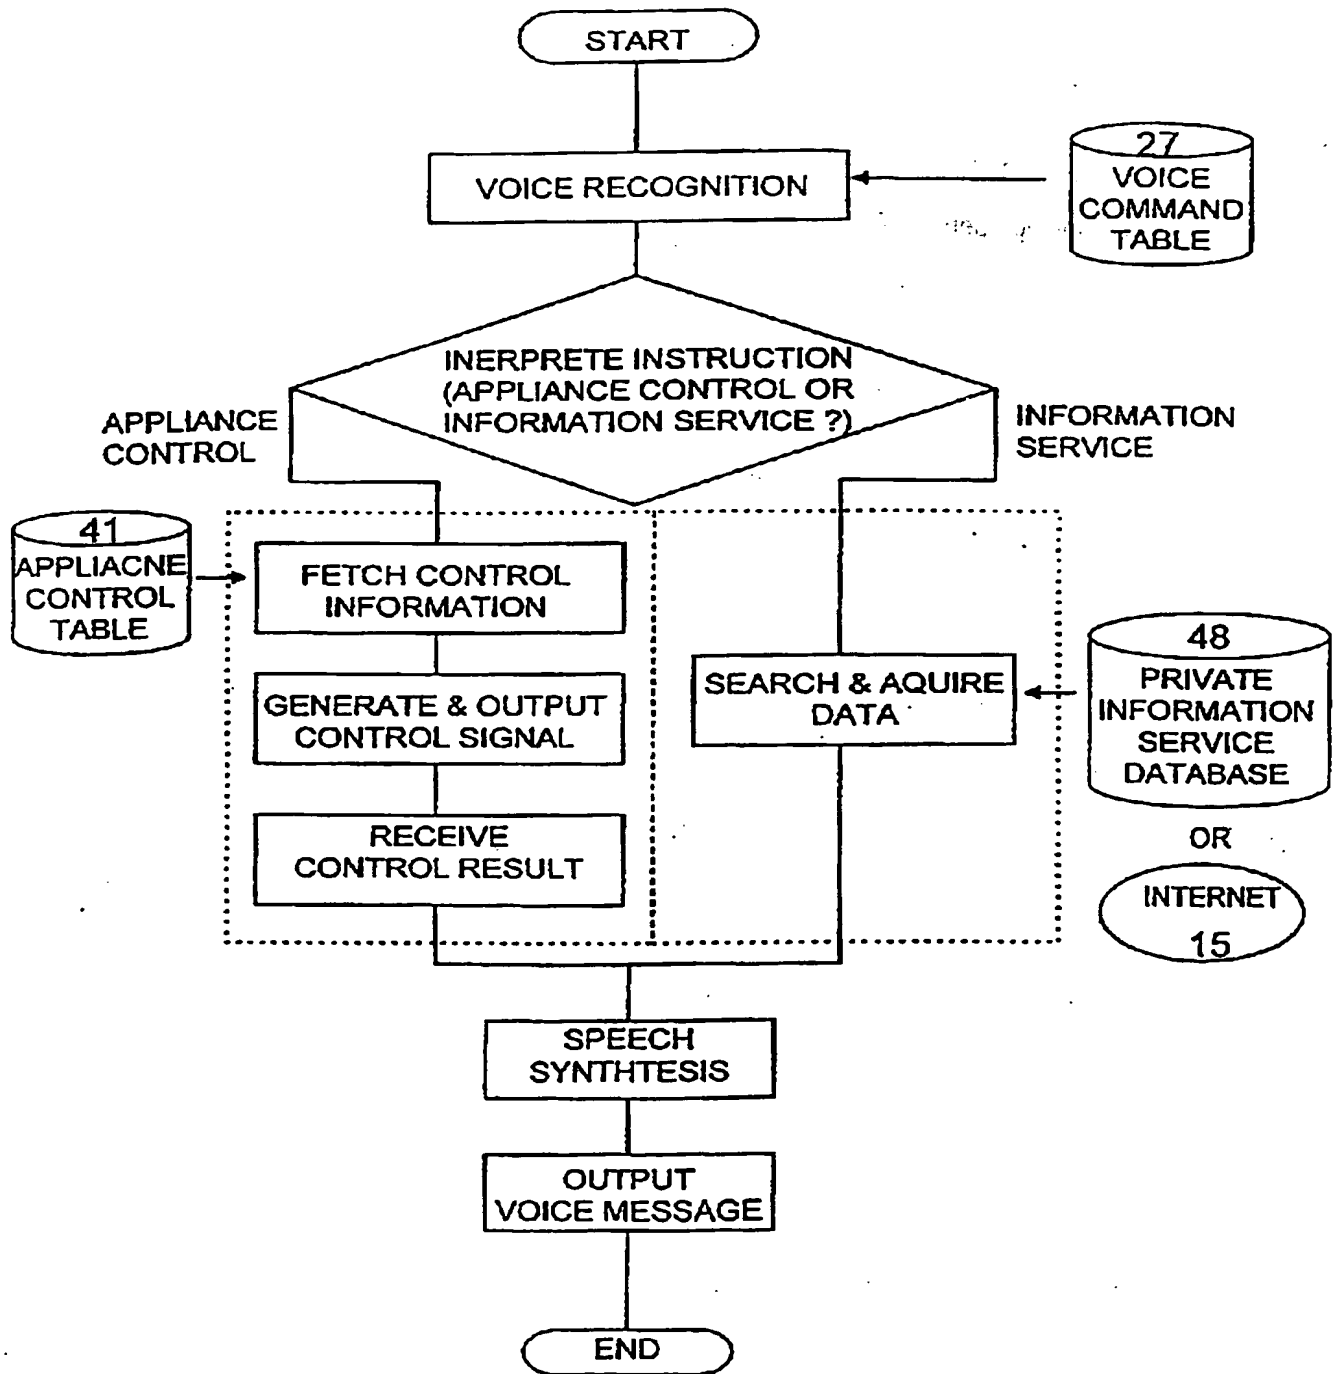 START
VOICE RECOGNITION
27
VOICE
COMMAND
TABLE
INERPRETE INSTRUCTION
(APPLIANCE CONTROL OR
INFORMATION SERVICE ?)
APPLIANCE
CONTROL
INFORMATION
SERVICE
41
APPLIACNE
CONTROL
TABLE
FETCH CONTROL
INFORMATION
GENERATE & OUTPUT
CONTROL SIGNAL
RECEIVE
CONTROL RESULT
SEARCH & AQUIRE
DATA
48
PRIVATE
INFORMATION
SERVICE
DATABASE
OR
INTERNET
15
SPEECH
SYNTHTESIS
OUTPUT
VOICE MESSAGE
END